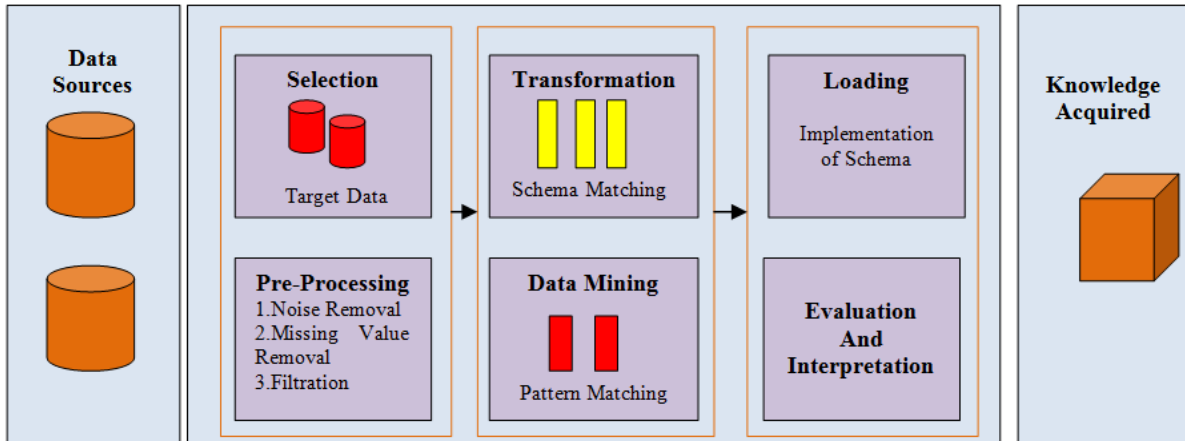 Data
Sources
Selection
Target Data
Pre-Processing
1.Noise Removal
2.Missing Value
Removal
3.Filtration
Transformation
Schema Matching
Data Mining
Pattern Matching
Loading
Implementation
of Schema
Evaluation
And
Interpretation
Knowledge
Acquired